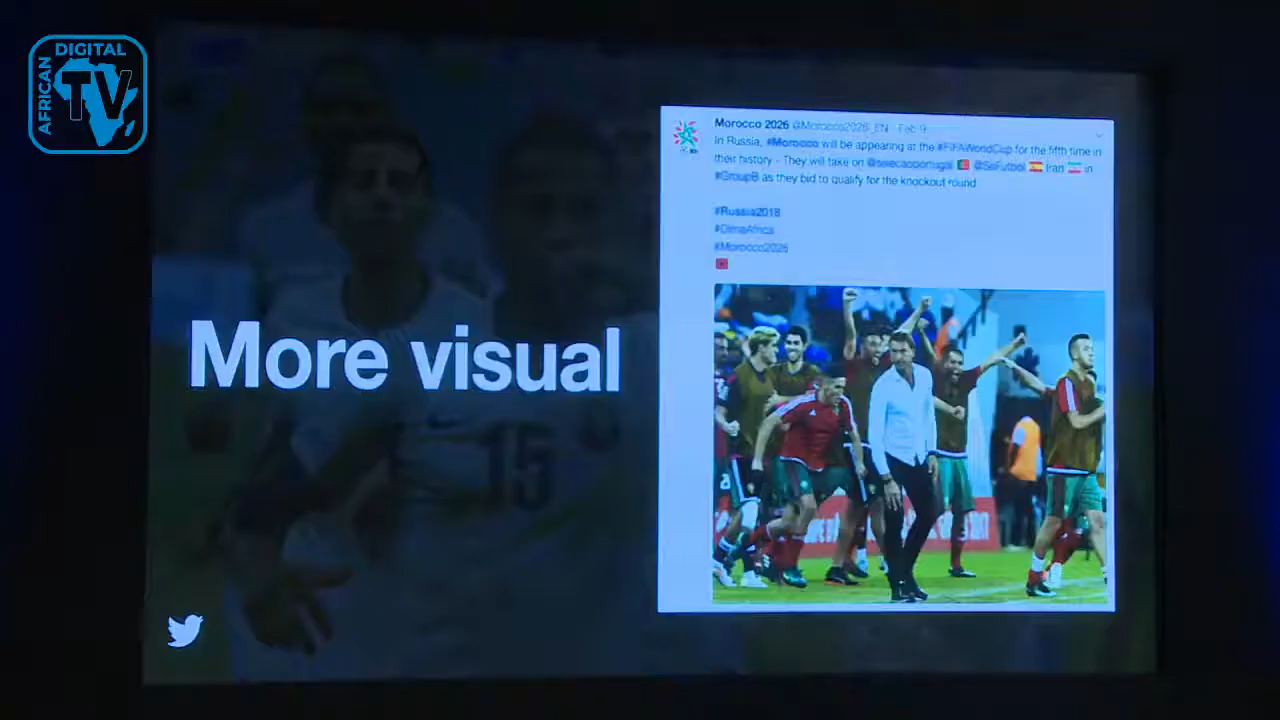 AFRICAN
DIGITAL
TV
More visual
15
Morocco 2026 @Morocco2026_EN · Feb 9
In Russia, #Morocco will be appearing at the #FIFAWorldCup for the fifth time in
their history - They will take on @selecaoportugal @SeFutbol Iran in
#GroupB as they bid to qualify for the knockout round
#Russia2018
#DimaAfrica
#Morocco2026